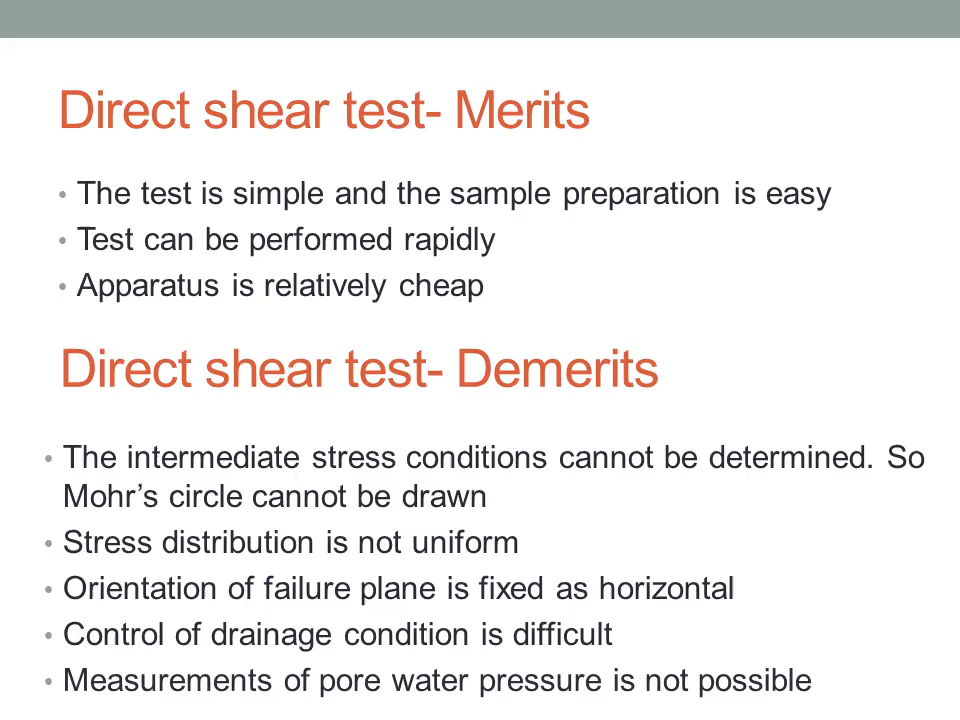 Direct shear test- Merits
• The test is simple and the sample preparation is easy
• Test can be performed rapidly
• Apparatus is relatively cheap
Direct shear test- Demerits
• The intermediate stress conditions cannot be determined. So
Mohr’s circle cannot be drawn
• Stress distribution is not uniform
• Orientation of failure plane is fixed as horizontal
• Control of drainage condition is difficult
• Measurements of pore water pressure is not possible